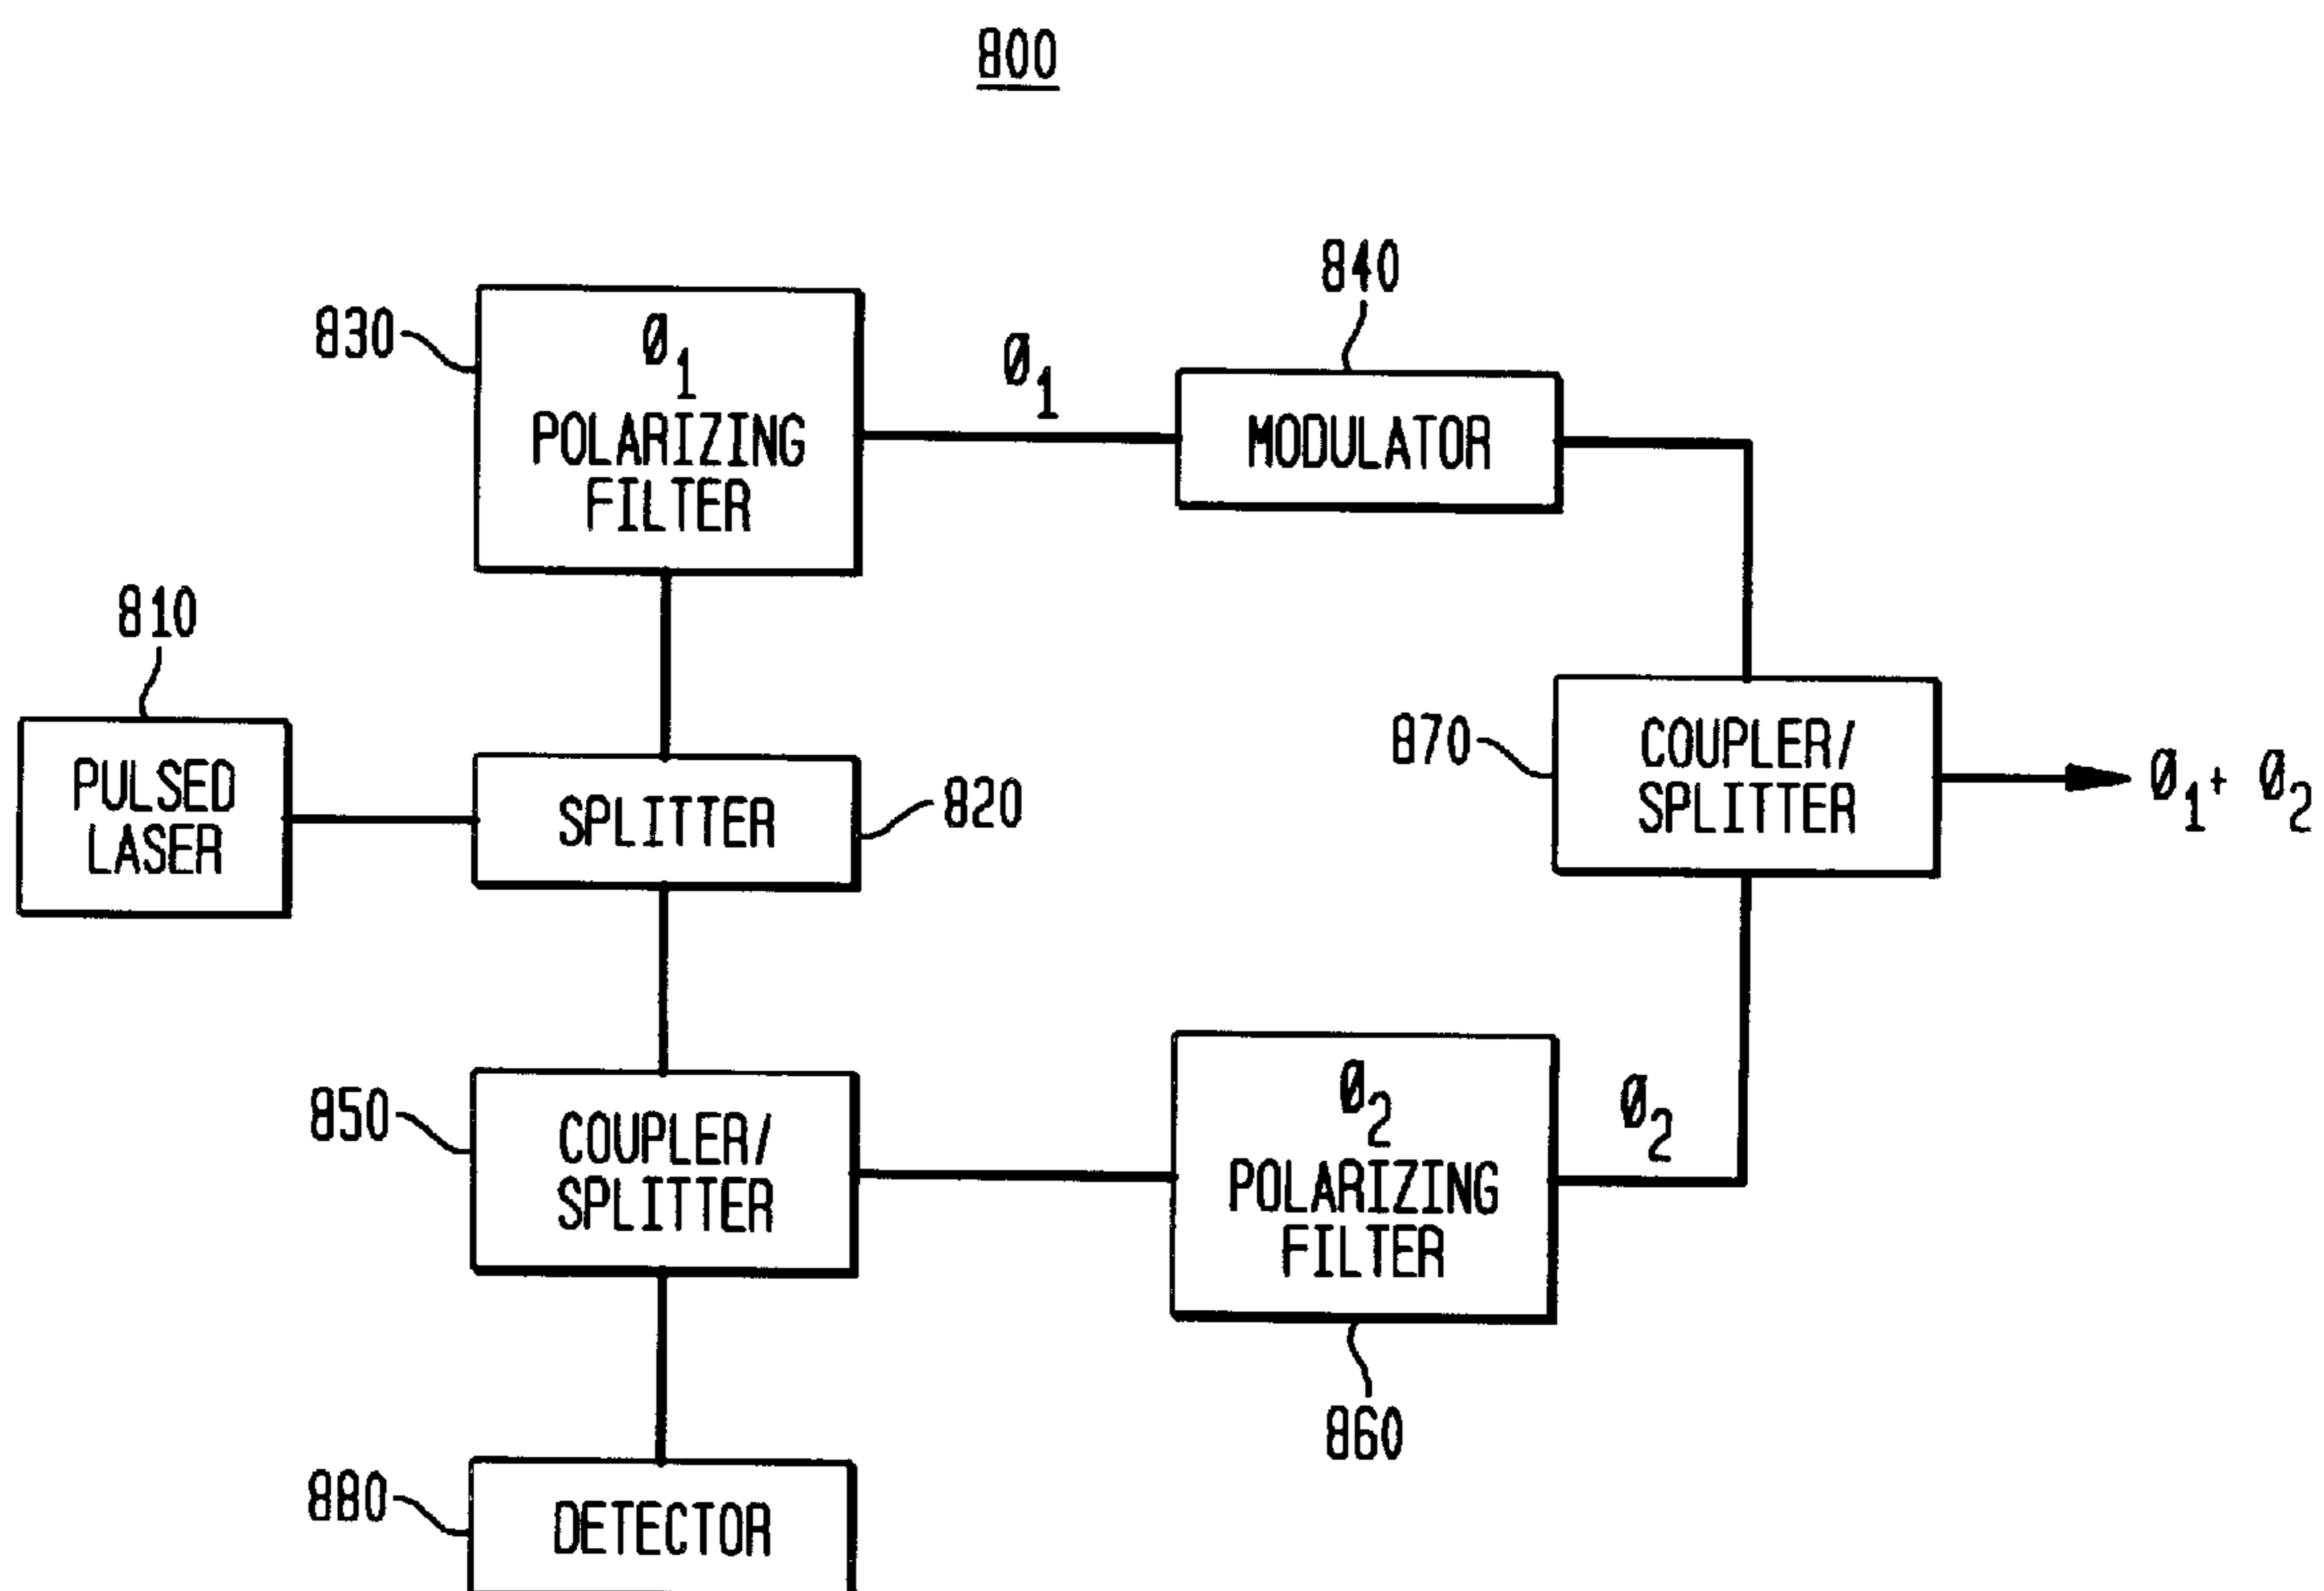 800
840
830
Ø1
POLARIZING
FILTER
Ø1
MODULATOR
810
PULSED
LASER
SPLITTER
820
870
COUPLER/
SPLITTER
Ø1+ Ø2
850
COUPLER/
SPLITTER
Ø2
POLARIZING
FILTER
Ø2
860
880
DETECTOR